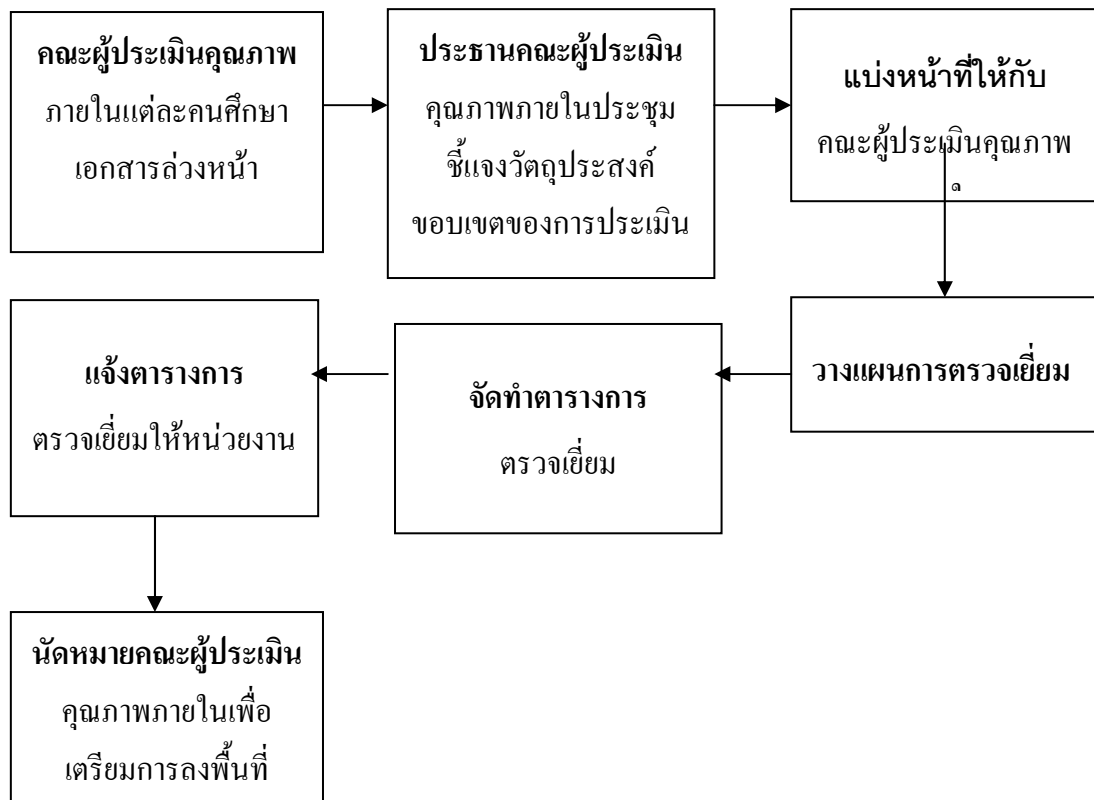 คณะผู้ประเมินคุณภาพ
ภายในแต่ละคนศึกษา
เอกสารล่วงหน้า
ประธานคณะผู้ประเมิน
คุณภาพภายในประชุม
ชี้แจงวัตถุประสงค์
ขอบเขตของการประเมิน
แบ่งหน้าที่ให้กับ
คณะผู้ประเมินคุณภาพ
วางแผนการตรวจเยี่ยม
จัดทำตารางการ
ตรวจเยี่ยม
แจ้งตารางการ
ตรวจเยี่ยมให้หน่วยงาน
นัดหมายคณะผู้ประเมิน
คุณภาพภายในเพื่อ
เตรียมการลงพื้นที่